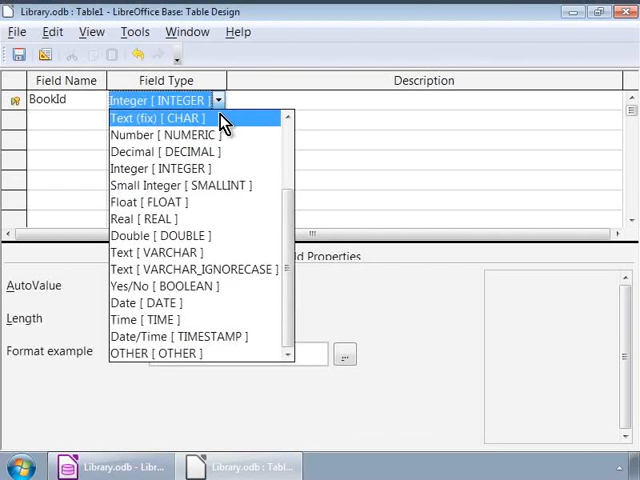 Library.odb : Table1 - LibreOffice Base: Table Design
File Edit View Tools Window Help
Field Name Field Type Description
BookId Integer [ INTEGER ]
Text (fix) [ CHAR ]
Number [ NUMERIC ]
Decimal [ DECIMAL ]
Integer [ INTEGER ]
Small Integer [ SMALLINT ]
Float [ FLOAT ]
Real [ REAL ]
Double [ DOUBLE ]
Text [ VARCHAR ]
Text [ VARCHAR_IGNORECASE ]
Yes/No [ BOOLEAN ]
Date [ DATE ]
Time [ TIME ]
Date/Time [ TIMESTAMP ]
OTHER [ OTHER ]
Properties
AutoValue
Length
Format example
...
Library.odb - Libr... Library.odb : Tabl...